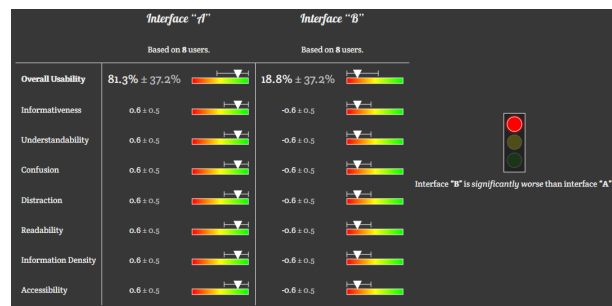 Interface "A" Interface "B"
Based on 8 users. Based on 8 users.
Overall Usability 81.3% ± 37.2% 18.8% ± 37.2%
Informativeness 0.6 ± 0.5 -0.6 ± 0.5
Understandability 0.6 ± 0.5 -0.6 ± 0.5
Confusion 0.6 ± 0.5 -0.6 ± 0.5
Interface "B" is significantly worse than interface "A"
Distraction 0.6 ± 0.5 -0.6 ± 0.5
Readability 0.6 ± 0.5 -0.6 ± 0.5
Information Density 0.6 ± 0.5 -0.6 ± 0.5
Accessibility 0.6 ± 0.5 -0.6 ± 0.5